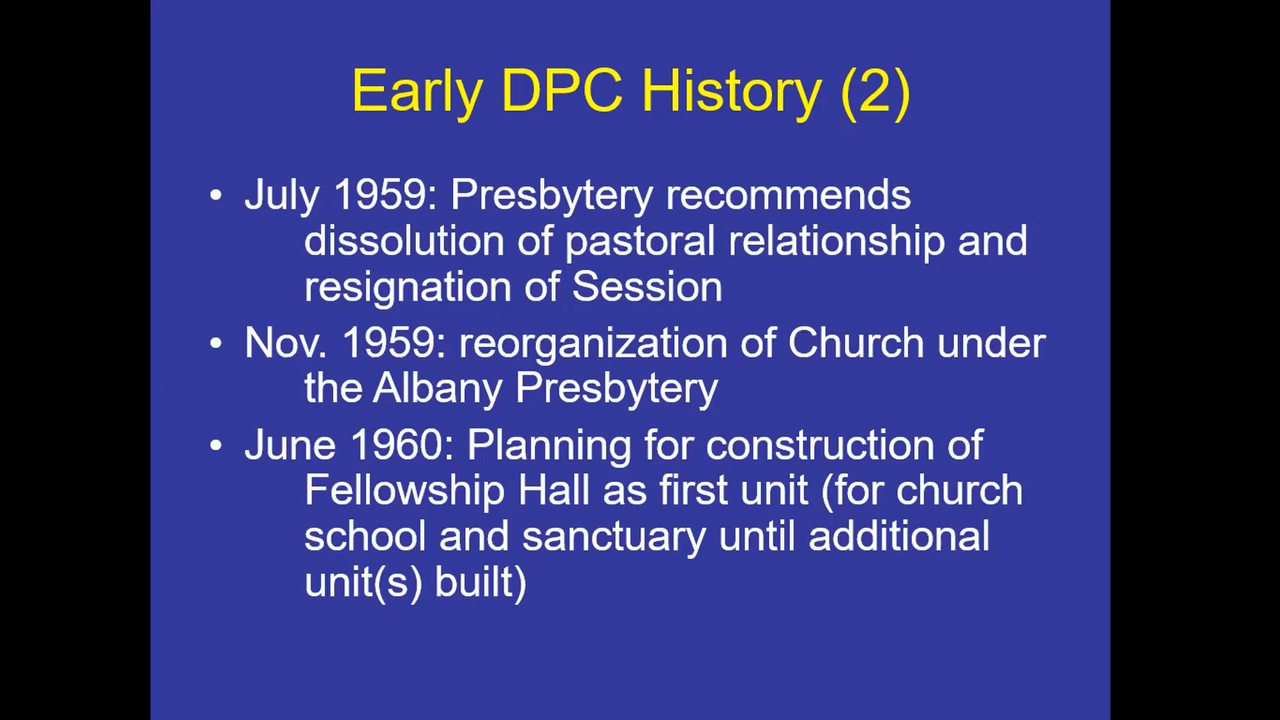 Early DPC History (2)
• July 1959: Presbytery recommends
dissolution of pastoral relationship and
resignation of Session
• Nov. 1959: reorganization of Church under
the Albany Presbytery
• June 1960: Planning for construction of
Fellowship Hall as first unit (for church
school and sanctuary until additional
unit(s) built)